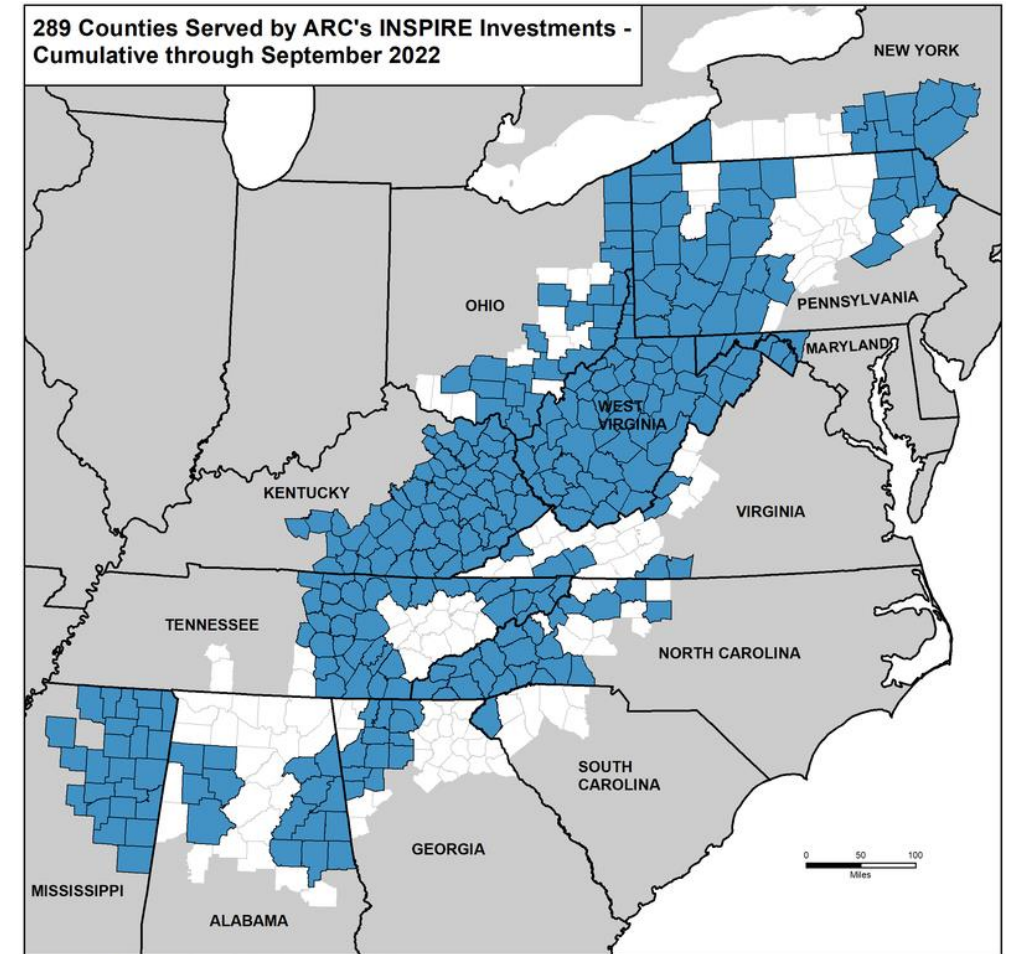 289 Counties Served by ARC's INSPIRE Investments -
Cumulative through September 2022
NEW YORK
PENNSYLVANIA
OHIO
MARYLAND
WEST
VIRGINIA
KENTUCKY
VIRGINIA
TENNESSEE
NORTH CAROLINA
SOUTH
CAROLINA
GEORGIA
MISSISSIPPI
ALABAMA
0 50 100
Miles